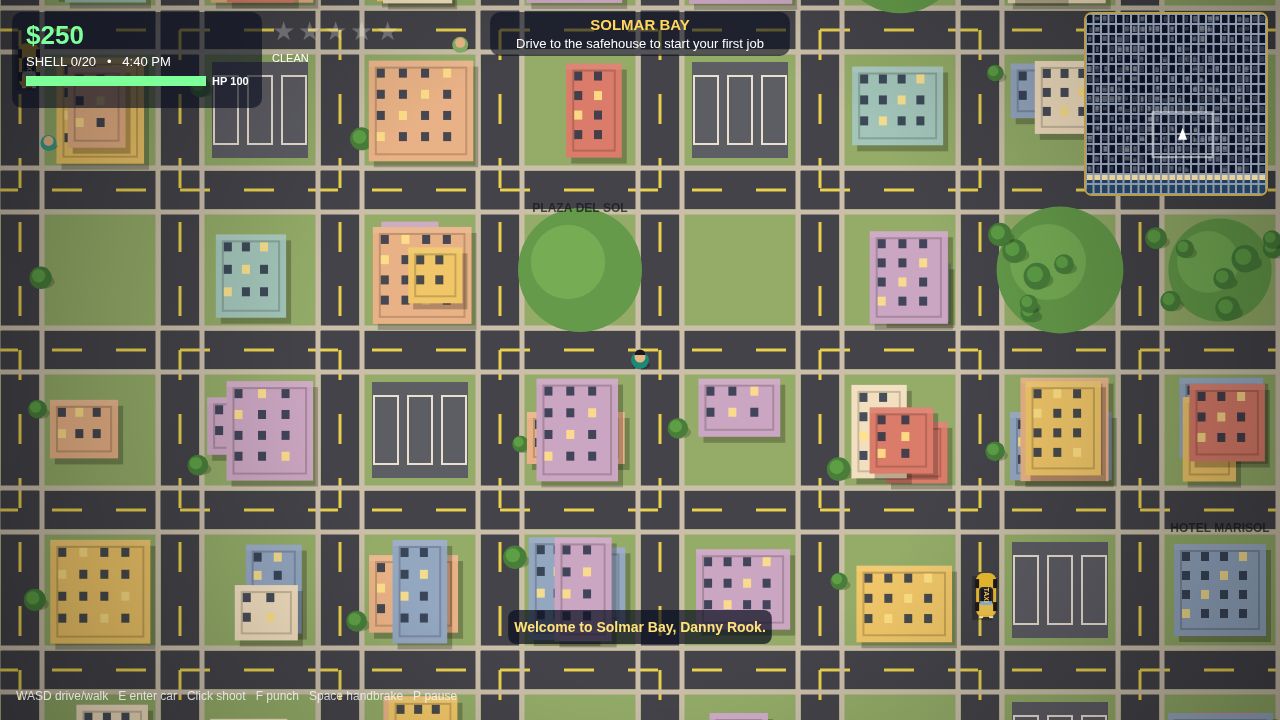 $250
SHELL 0/20 • 4:40 PM
HP 100
CLEAN
SOLMAR BAY
Drive to the safehouse to start your first job
PLAZA DEL SOL
HOTEL MARISOL
TAXI
Welcome to Solmar Bay, Danny Rook.
WASD drive/walk E enter car Click shoot F punch Space handbrake P pause